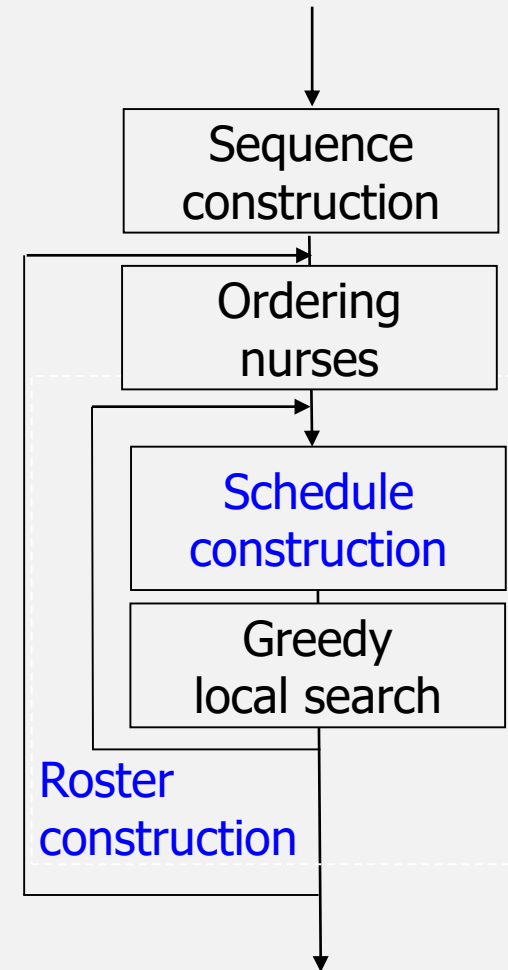 Sequence
construction
Ordering
nurses
Schedule
construction
Greedy
local search
Roster
construction